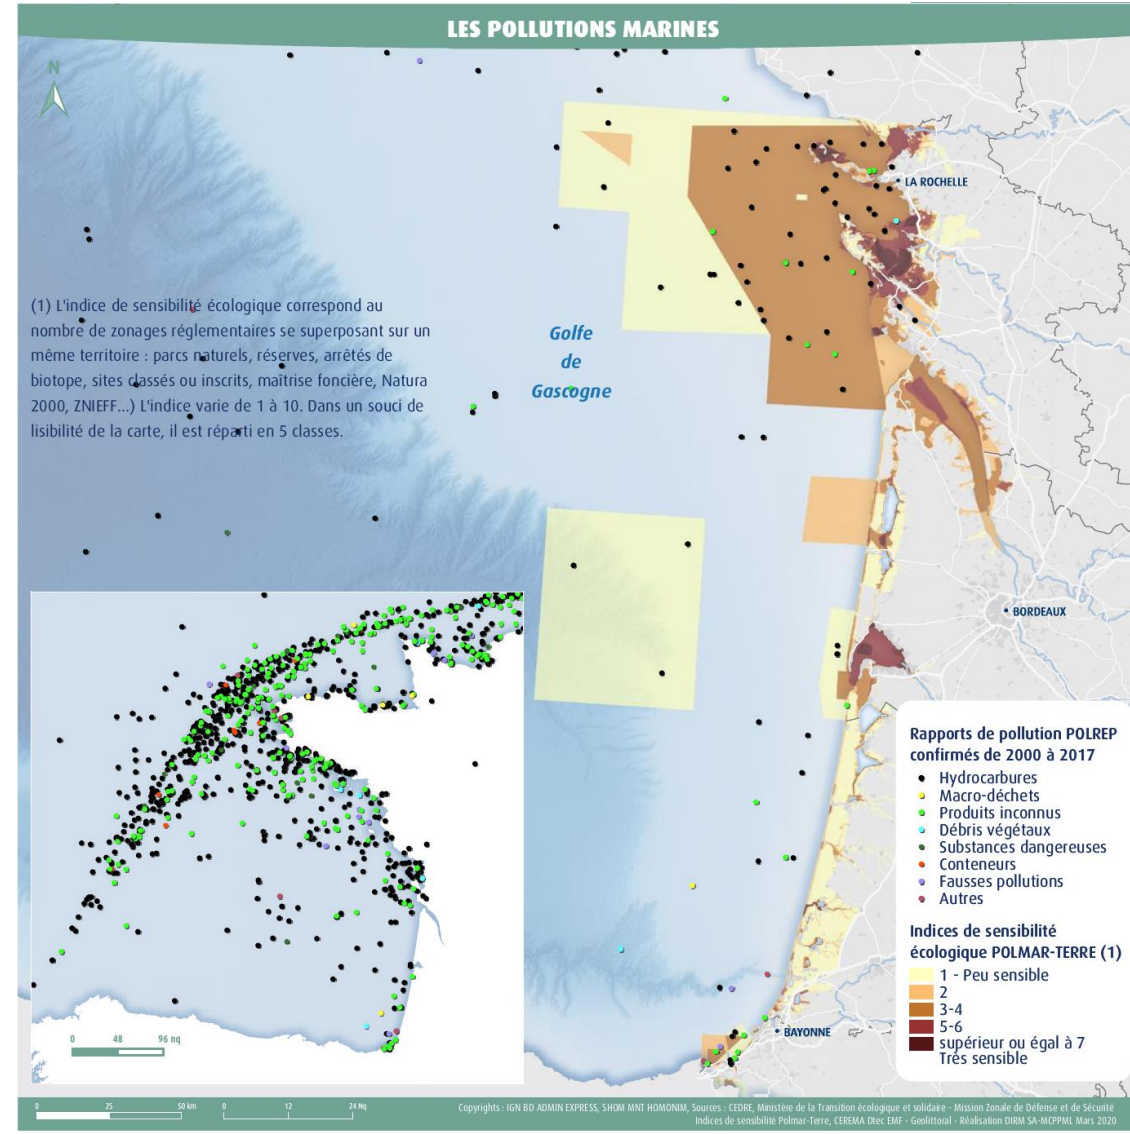 LES POLLUTIONS MARINES
N
LA ROCHELLE
(1) L'indice de sensibilité écologique correspond au
nombre de zonages réglementaires se superposant sur un
même territoire : parcs naturels, réserves, arrêtés de
biotope, sites classés ou inscrits, maîtrise foncière, Natura
2000, ZNIEFF...) L'indice varie de 1 à 10. Dans un souci de
lisibilité de la carte, il est réparti en 5 classes.
Golfe
de
Gascogne
BORDEAUX
BAYONNE
Rapports de pollution POLREP
confirmés de 2000 à 2017
Hydrocarbures
Macro-déchets
Produits inconnus
Débris végétaux
Substances dangereuses
Conteneurs
Fausses pollutions
Autres
Indices de sensibilité
écologique POLMAR-TERRE (1)
1 - Peu sensible
2
3-4
5-6
supérieur ou égal à 7
Très sensible
0 48 96 nq
0 25 50 km 0 12 24 Nq
Copyrights : IGN BD ADMIN EXPRESS, SHOM MNT HOMONIM, Sources : CEDRE, Ministère de la Transition écologique et solidaire - Mission Zonale de Défense et de Sécurité
Indices de sensibilité Polmar-Terre, CEREMA Dtec EMF - Geolittoral - Réalisation DIRM SA-MCPPML Mars 2020